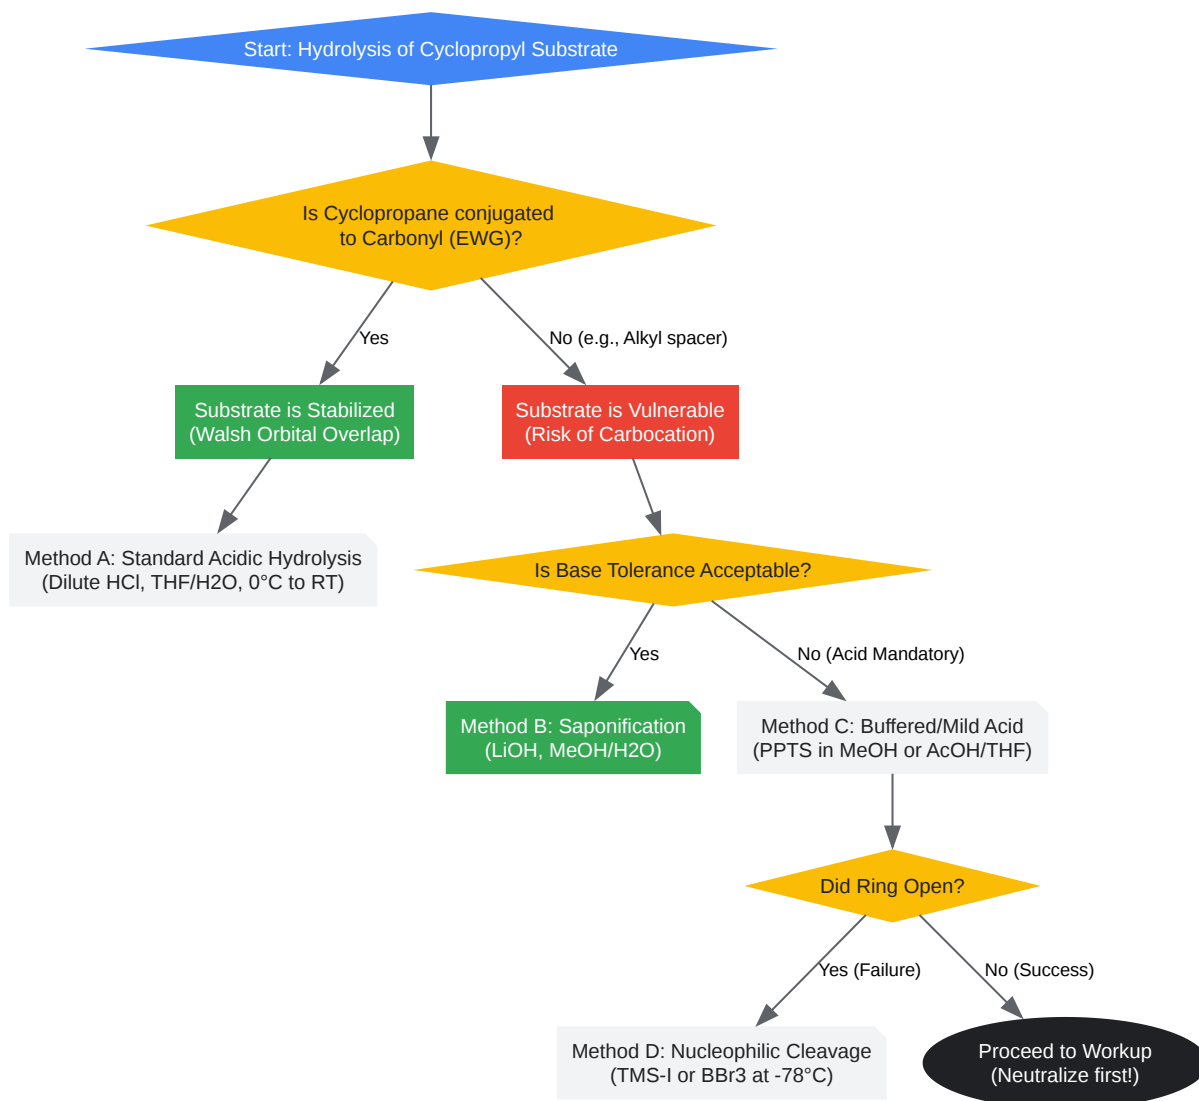 Start: Hydrolysis of Cyclopropyl Substrate
Is Cyclopropane conjugated
to Carbonyl (EWG)?
Yes
No (e.g., Alkyl spacer)
Substrate is Stabilized
(Walsh Orbital Overlap)
Substrate is Vulnerable
(Risk of Carbocation)
Method A: Standard Acidic Hydrolysis
(Dilute HCl, THF/H2O, 0°C to RT)
Is Base Tolerance Acceptable?
Yes
No (Acid Mandatory)
Method B: Saponification
(LiOH, MeOH/H2O)
Method C: Buffered/Mild Acid
(PPTS in MeOH or AcOH/THF)
Did Ring Open?
Yes (Failure)
No (Success)
Method D: Nucleophilic Cleavage
(TMS-I or BBr3 at -78°C)
Proceed to Workup
(Neutralize first!)